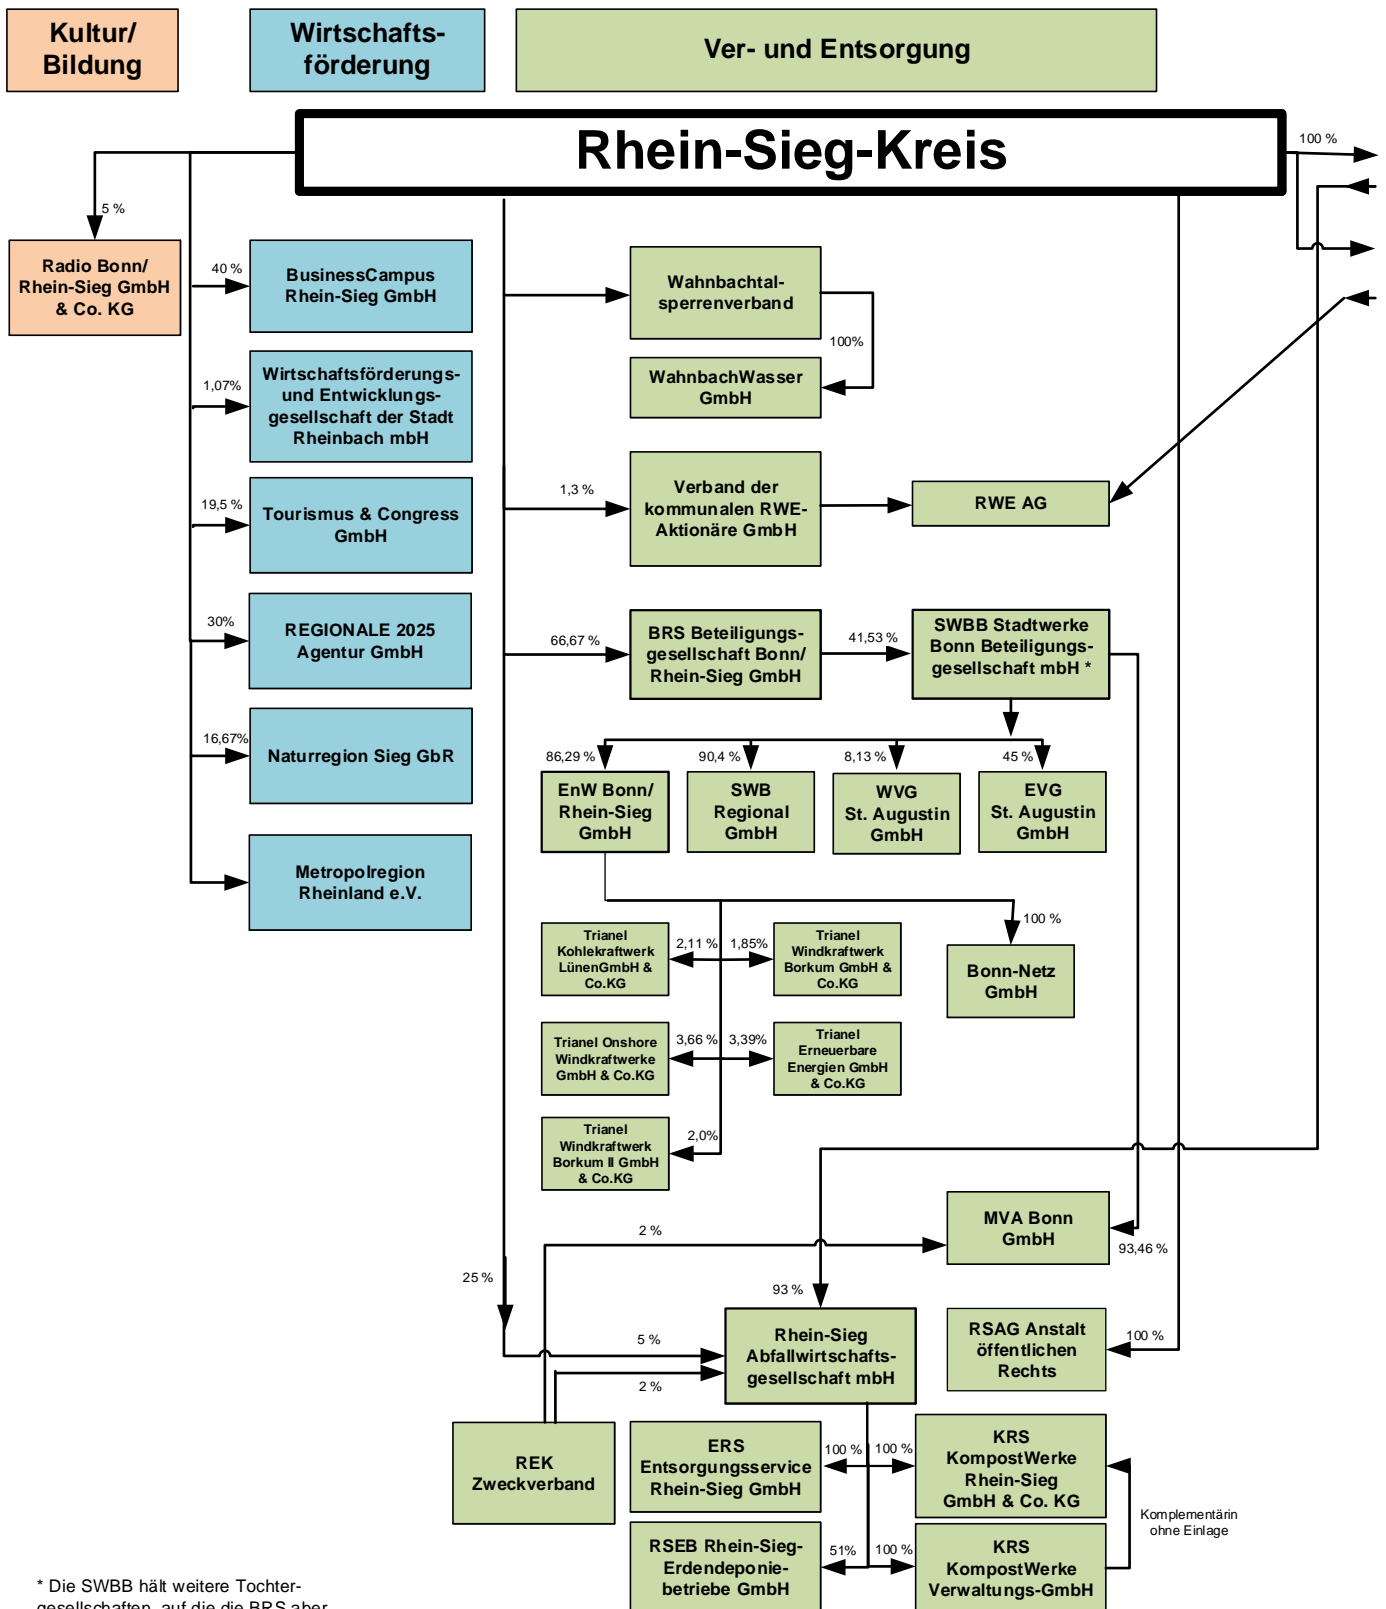 Kultur/
Bildung
Wirtschafts-
förderung
Ver- und Entsorgung
Rhein-Sieg-Kreis
100 %
5 %
Radio Bonn/
Rhein-Sieg GmbH
& Co. KG
40 %
BusinessCampus
Rhein-Sieg GmbH
Wahnbachtal-
sperrenverband
100%
WahnbachWasser
GmbH
1,07%
Wirtschaftsförderungs-
und Entwicklungs-
gesellschaft der Stadt
Rheinbach mbH
19,5 %
Tourismus & Congress
GmbH
1,3 %
Verband der
kommunalen RWE-
Aktionäre GmbH
RWE AG
30%
REGIONALE 2025
Agentur GmbH
66,67 %
BRS Beteiligungs-
gesellschaft Bonn/
Rhein-Sieg GmbH
41,53 %
SWBB Stadtwerke
Bonn Beteiligungs-
gesellschaft mbH *
16,67%
Naturregion Sieg GbR
86,29 %
EnW Bonn/
Rhein-Sieg
GmbH
90,4 %
SWB
Regional
GmbH
8,13 %
WVG
St. Augustin
GmbH
45 %
EVG
St. Augustin
GmbH
Metropolregion
Rheinland e.V.
Trianel
Kohlekraftwerk
LünenGmbH &
Co.KG
2,11 %
1,85%
Trianel
Windkraftwerk
Borkum GmbH &
Co.KG
100 %
Bonn-Netz
GmbH
Trianel Onshore
Windkraftwerke
GmbH & Co.KG
3,66 %
3,39%
Trianel
Erneuerbare
Energien GmbH
& Co.KG
Trianel
Windkraftwerk
Borkum II GmbH
& Co.KG
2,0%
2 %
MVA Bonn
GmbH
93,46 %
25 %
93 %
5 %
2 %
Rhein-Sieg
Abfallwirtschafts-
gesellschaft mbH
RSAG Anstalt
öffentlichen
Rechts
100 %
REK
Zweckverband
ERS
Entsorgungsservice
Rhein-Sieg GmbH
100 %
100 %
KRS
KompostWerke
Rhein-Sieg
GmbH & Co. KG
Komplementärin
ohne Einlage
RSEB Rhein-Sieg-
Erdendeponie-
betriebe GmbH
51%
100 %
KRS
KompostWerke
Verwaltungs-GmbH
* Die SWBB hält weitere Tochter-
gesellschaften, auf die die BRS aber